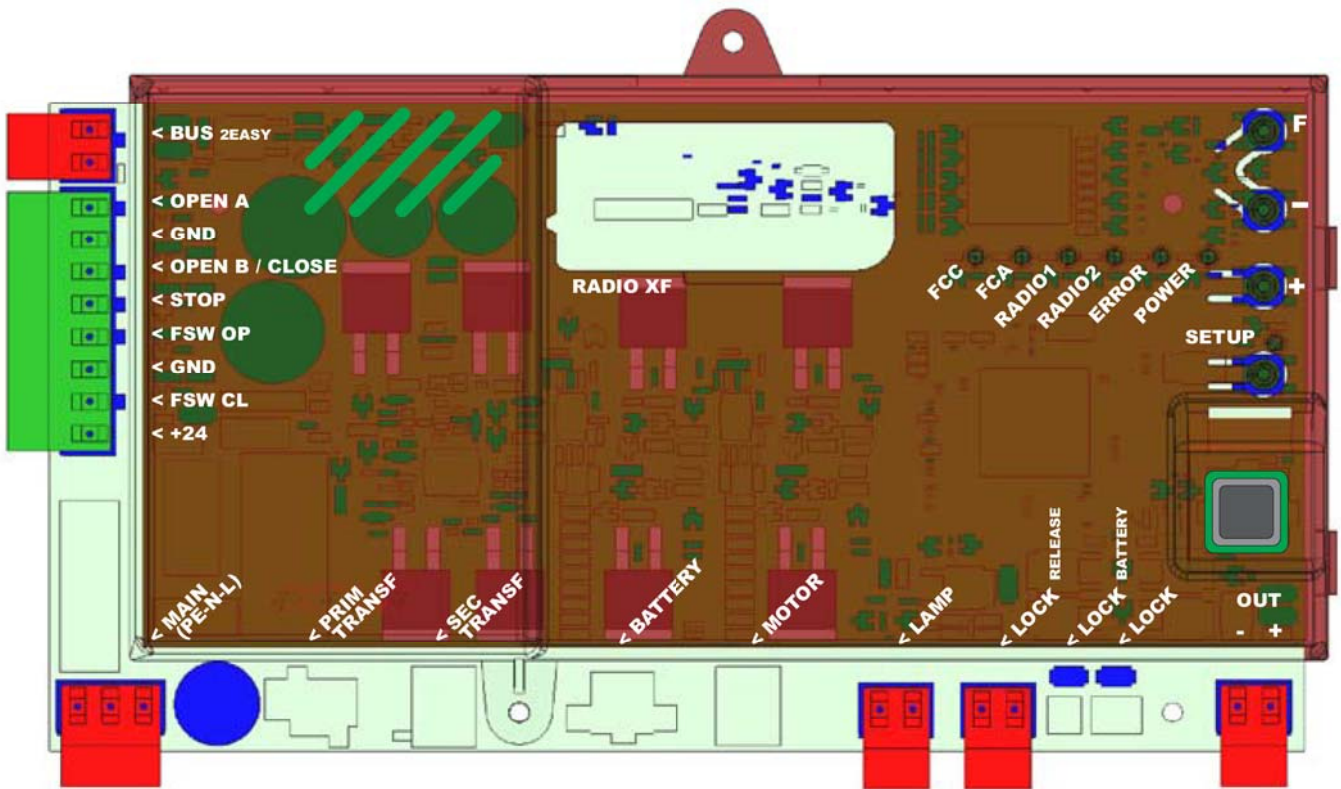 < BUS 2EASY
< OPEN A
< GND
< OPEN B / CLOSE
< STOP
< FSW OP
< GND
< FSW CL
< +24
RADIO XF
FCC
FCA
RADIO1
RADIO2
ERROR
POWER
F
-
+
SETUP
< MAIN
(PE-N-L)
< PRIM
TRANSF
< SEC
TRANSF
< BATTERY
< MOTOR
< LAMP
< LOCK RELEASE
< LOCK BATTERY
< LOCK
OUT
- +